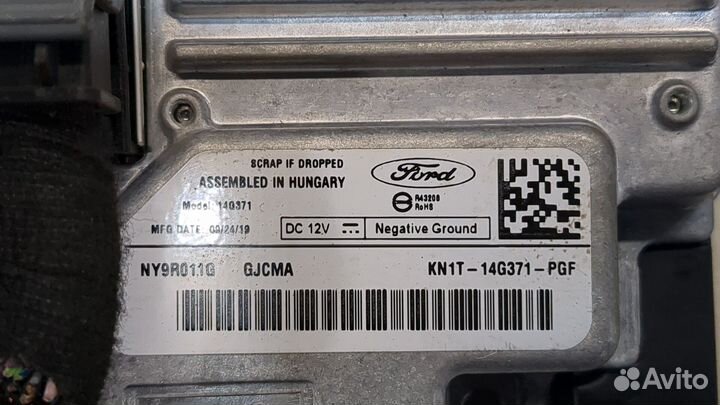 SCRAP IF DROPPED
ASSEMBLED IN HUNGARY
Ford
Model: 14G371
R43208
RoHS
MFG DATE: 09/24/19
DC 12V
Negative Ground
NY9R011G GJCMA KN1T-14G371-PGF
Avito